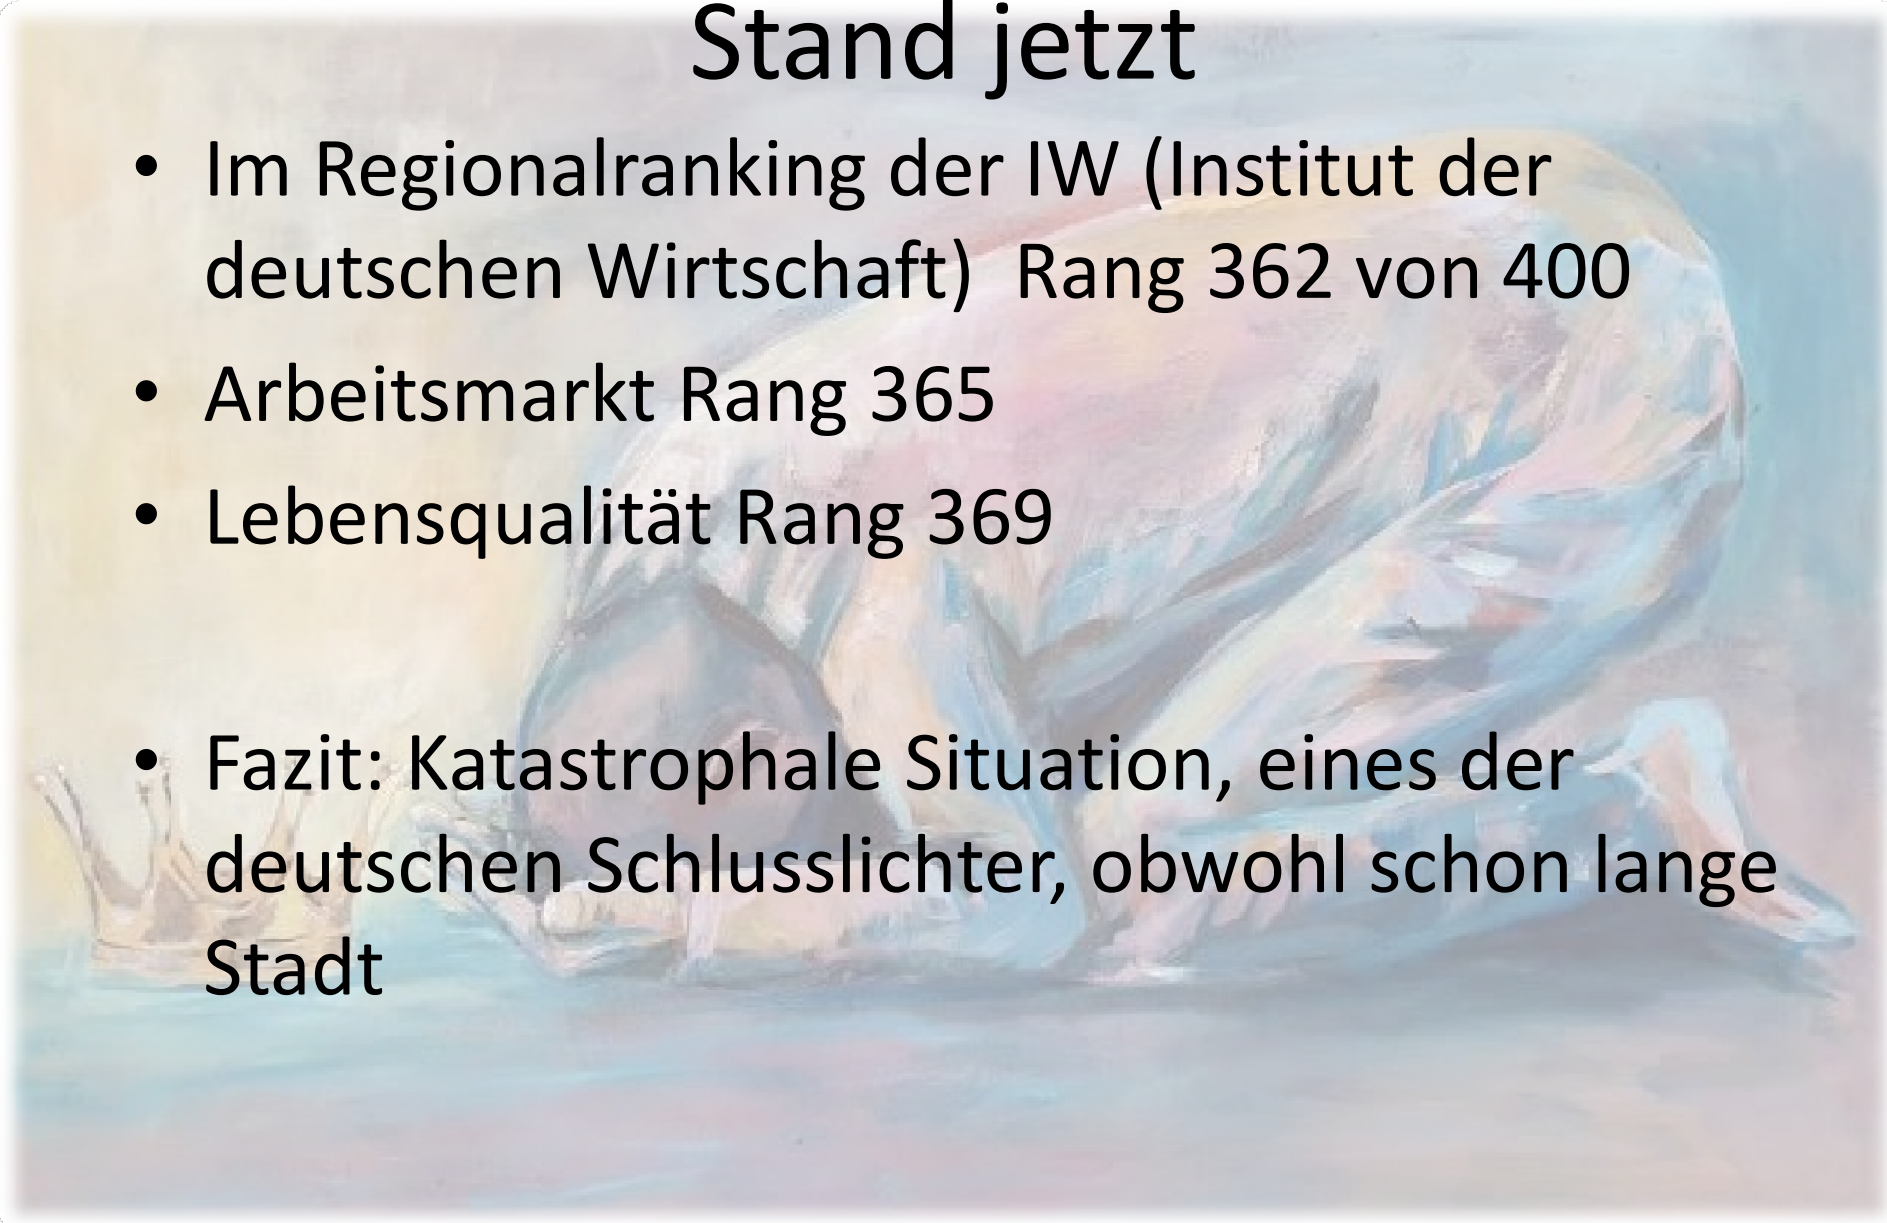 Stand jetzt
• Im Regionalranking der IW (Institut der
deutschen Wirtschaft)  Rang 362 von 400
• Arbeitsmarkt Rang 365
• Lebensqualität Rang 369
• Fazit: Katastrophale Situation, eines der
deutschen Schlusslichter, obwohl schon lange
Stadt